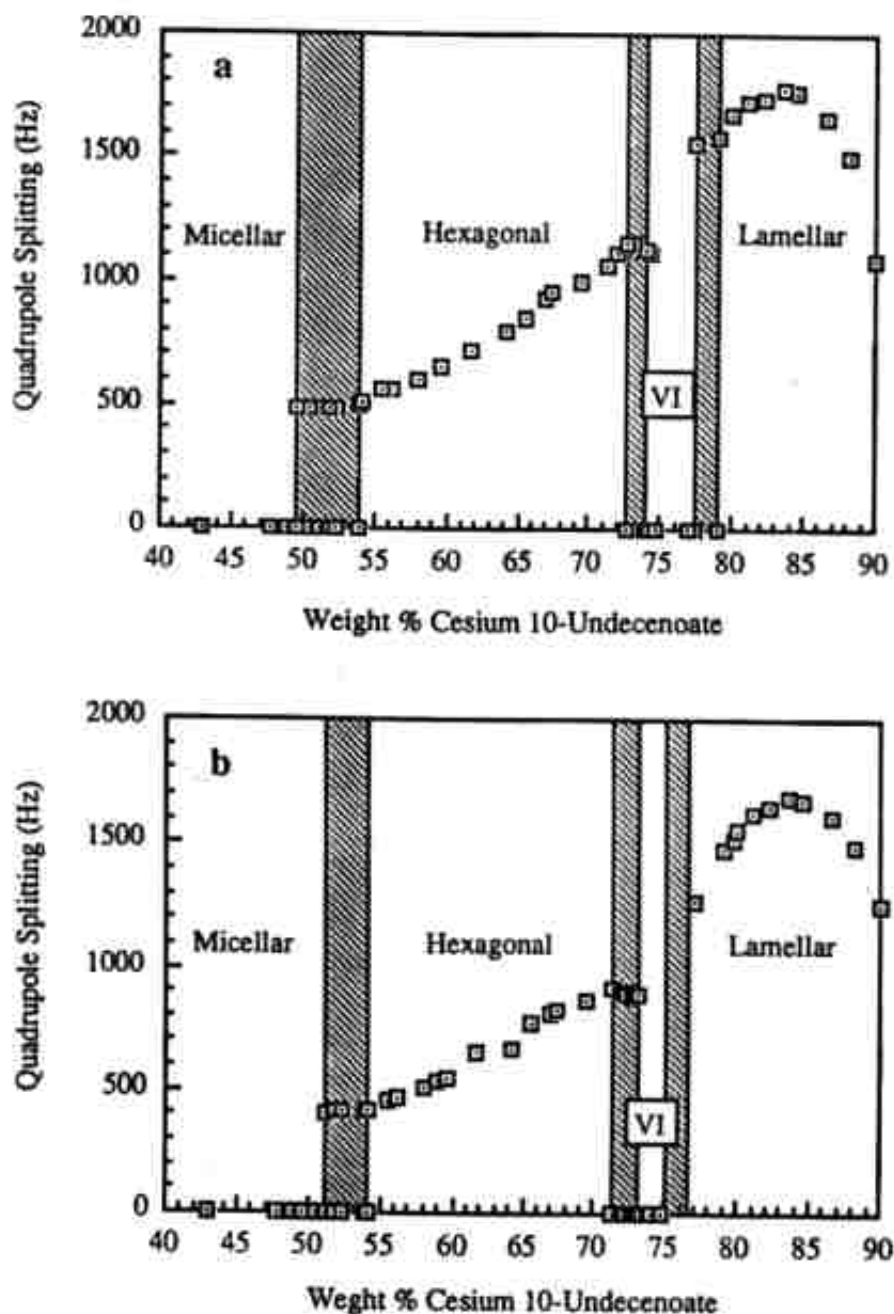 2000
a
1500
Micellar
Hexagonal
Lamellar
1000
500
VI
0
40 45 50 55 60 65 70 75 80 85 90
Quadrupole Splitting (Hz)
Weight % Cesium 10-Undecenoate
2000
b
1500
Micellar
Hexagonal
Lamellar
1000
500
VI
0
40 45 50 55 60 65 70 75 80 85 90
Quadrupole Splitting (Hz)
Weght % Cesium 10-Undecenoate